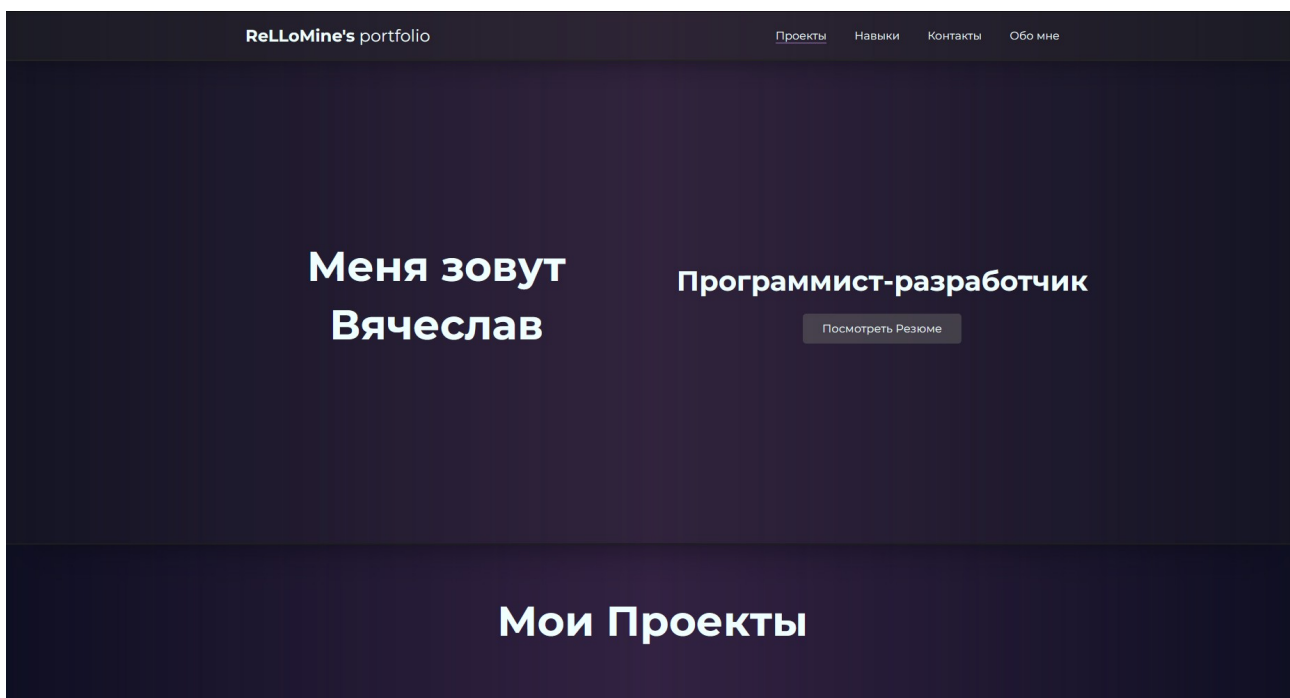 ReLLoMine's portfolio
Проекты Навыки Контакты Обо мне
Меня зовут
Вячеслав
Программист-разработчик
Посмотреть Резюме
Мои Проекты